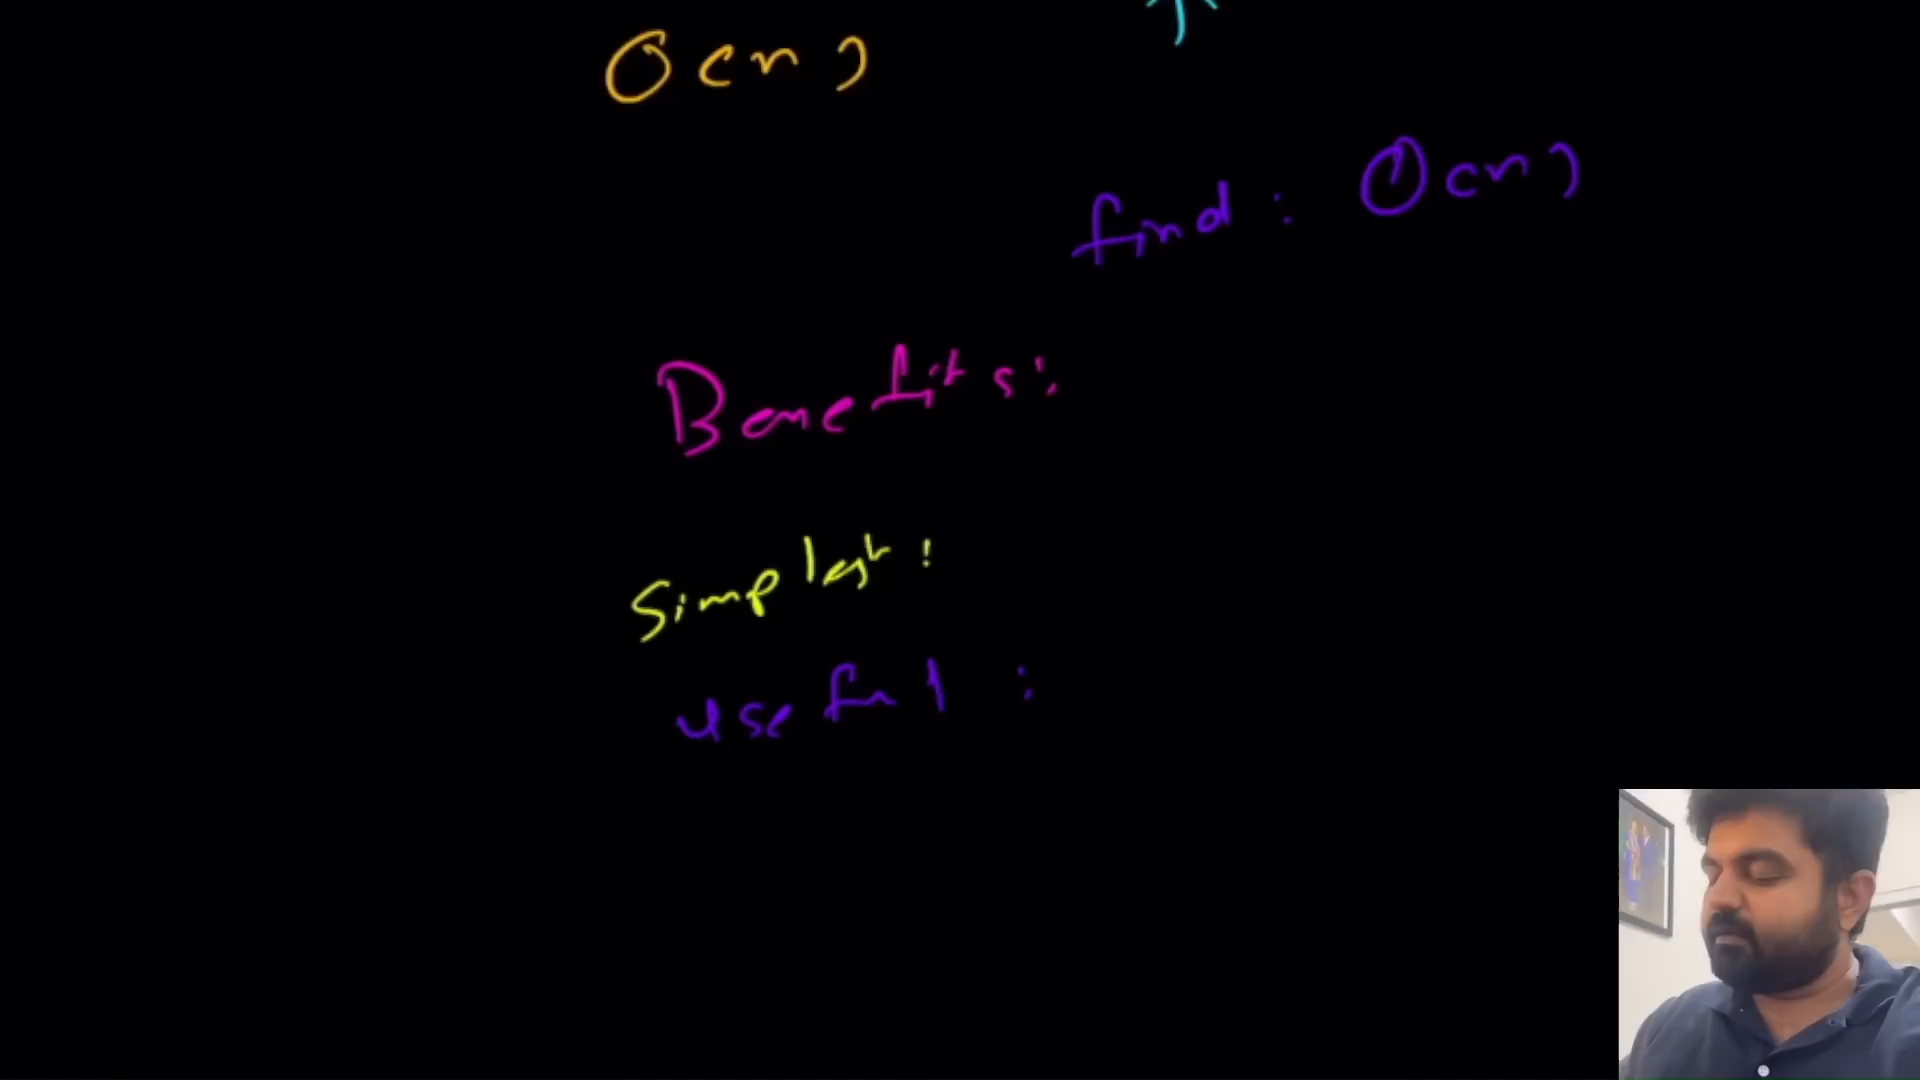 O(n)
find: O(n)
Benefits:
Simplest:
useful: